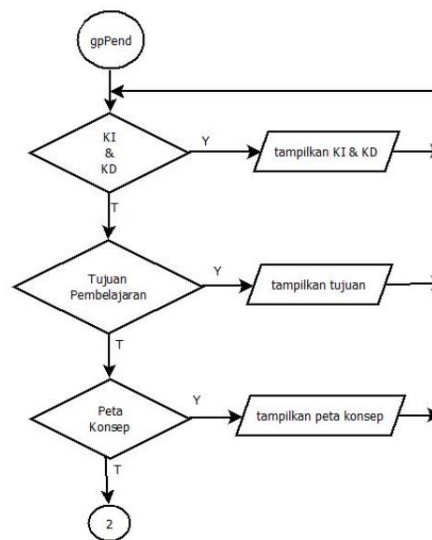 gpPend
KI
&
KD
Y
tampilkan KI & KD
T
Tujuan
Pembelajaran
Y
tampilkan tujuan
T
Peta
Konsep
Y
tampilkan peta konsep
T
2